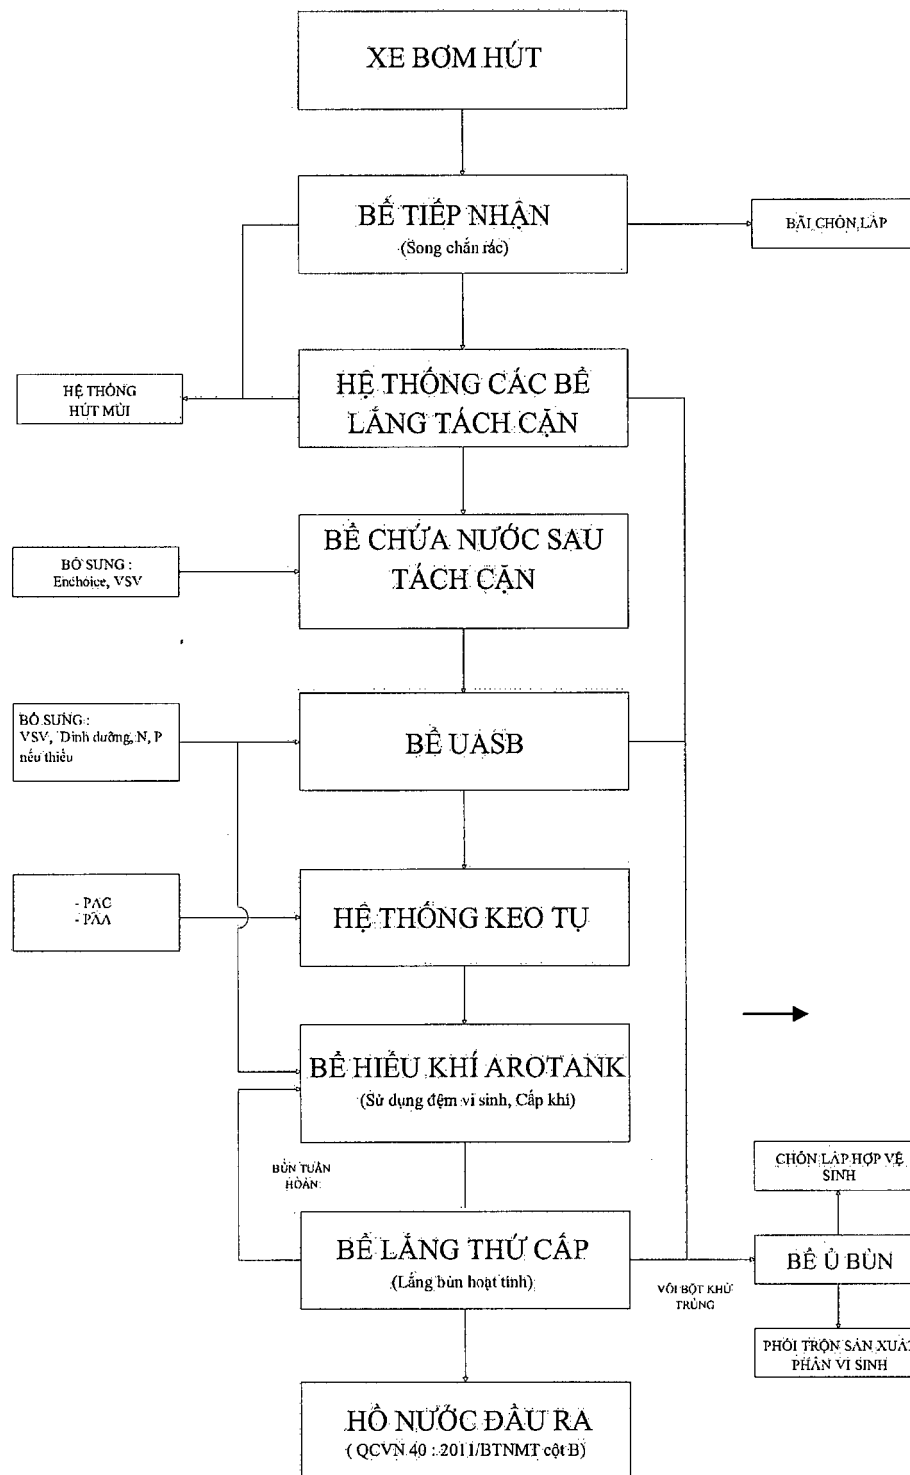 XE BƠM HÚT
BỂ TIẾP NHẬN
(Song chắn rác)
BÃI CHÔN LẤP
HỆ THỐNG CÁC BỂ
LẮNG TÁCH CẶN
HỆ THỐNG
HÚT MÙI
BỂ CHỨA NƯỚC SAU
TÁCH CẶN
BỔ SUNG :
Enchoice, VSV
BỔ SUNG :
VSV, Dinh dưỡng, N, P
nếu thiếu
BỂ UASB
- PAC
- PAA
HỆ THỐNG KEO TỤ
BỂ HIẾU KHÍ AROTANK
(Sử dụng đệm vi sinh, Cấp khí)
BÙN TUẦN
HOÀN
CHÔN LẤP HỢP VỆ
SINH
BỂ LẮNG THỨ CẤP
(Lắng bùn hoạt tính)
BỂ Ủ BÙN
VÔI BỘT KHỬ
TRÙNG
PHỐI TRỘN SẢN XUẤT
PHÂN VI SINH
HỒ NƯỚC ĐẦU RA
( QCVN 40 : 2011/BTNMT cột B)